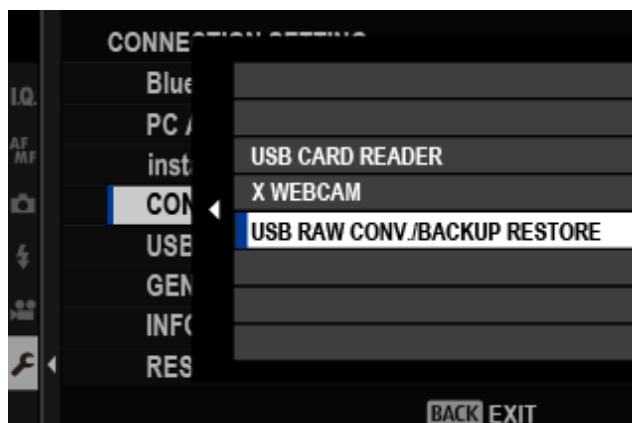 CONNE
Blue
I.Q.
PC
AF
MF
inst
USB CARD READER
CON
X WEBCAM
USB RAW CONV./BACKUP RESTORE
USB
GEN
INFO
RES
BACK EXIT